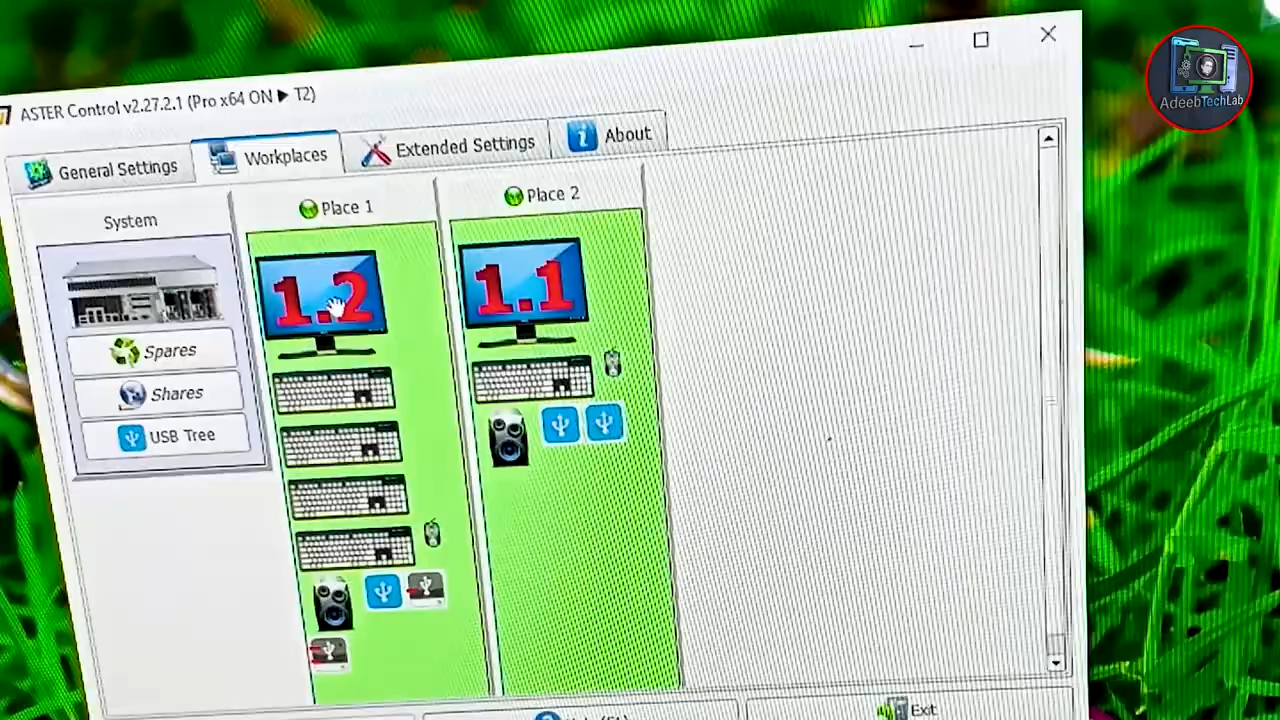 ASTER Control v2.27.2.1 (Pro x64 ON ► T2)
General Settings
Workplaces
Extended Settings
About
System
Place 1
Place 2
1.2
1.1
Spares
Shares
USB Tree
Exit
AdeebTechLab